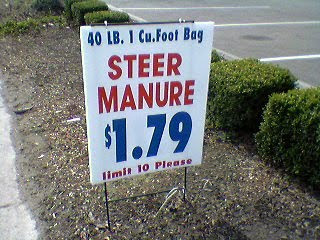 40 LB. 1 Cu.Foot Bag
STEER
MANURE
$1.79
limit 10 Please